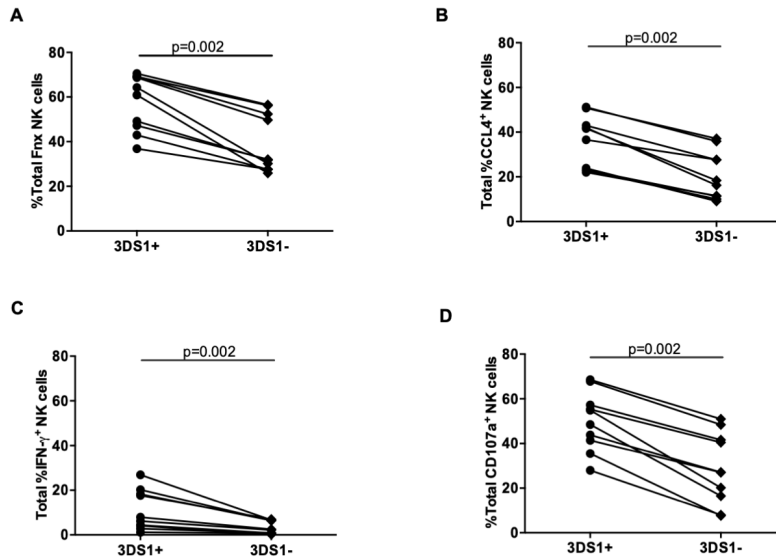 A
p=0.002
80
60
40
20
0
%Total Fnx NK cells
3DS1+ 3DS1-
B
p=0.002
80
60
40
20
0
Total %CCL4⁺ NK cells
3DS1+ 3DS1-
C
p=0.002
80
60
40
20
0
Total %IFN-γ⁺ NK cells
3DS1+ 3DS1-
D
p=0.002
80
60
40
20
0
%Total CD107a⁺ NK cells
3DS1+ 3DS1-